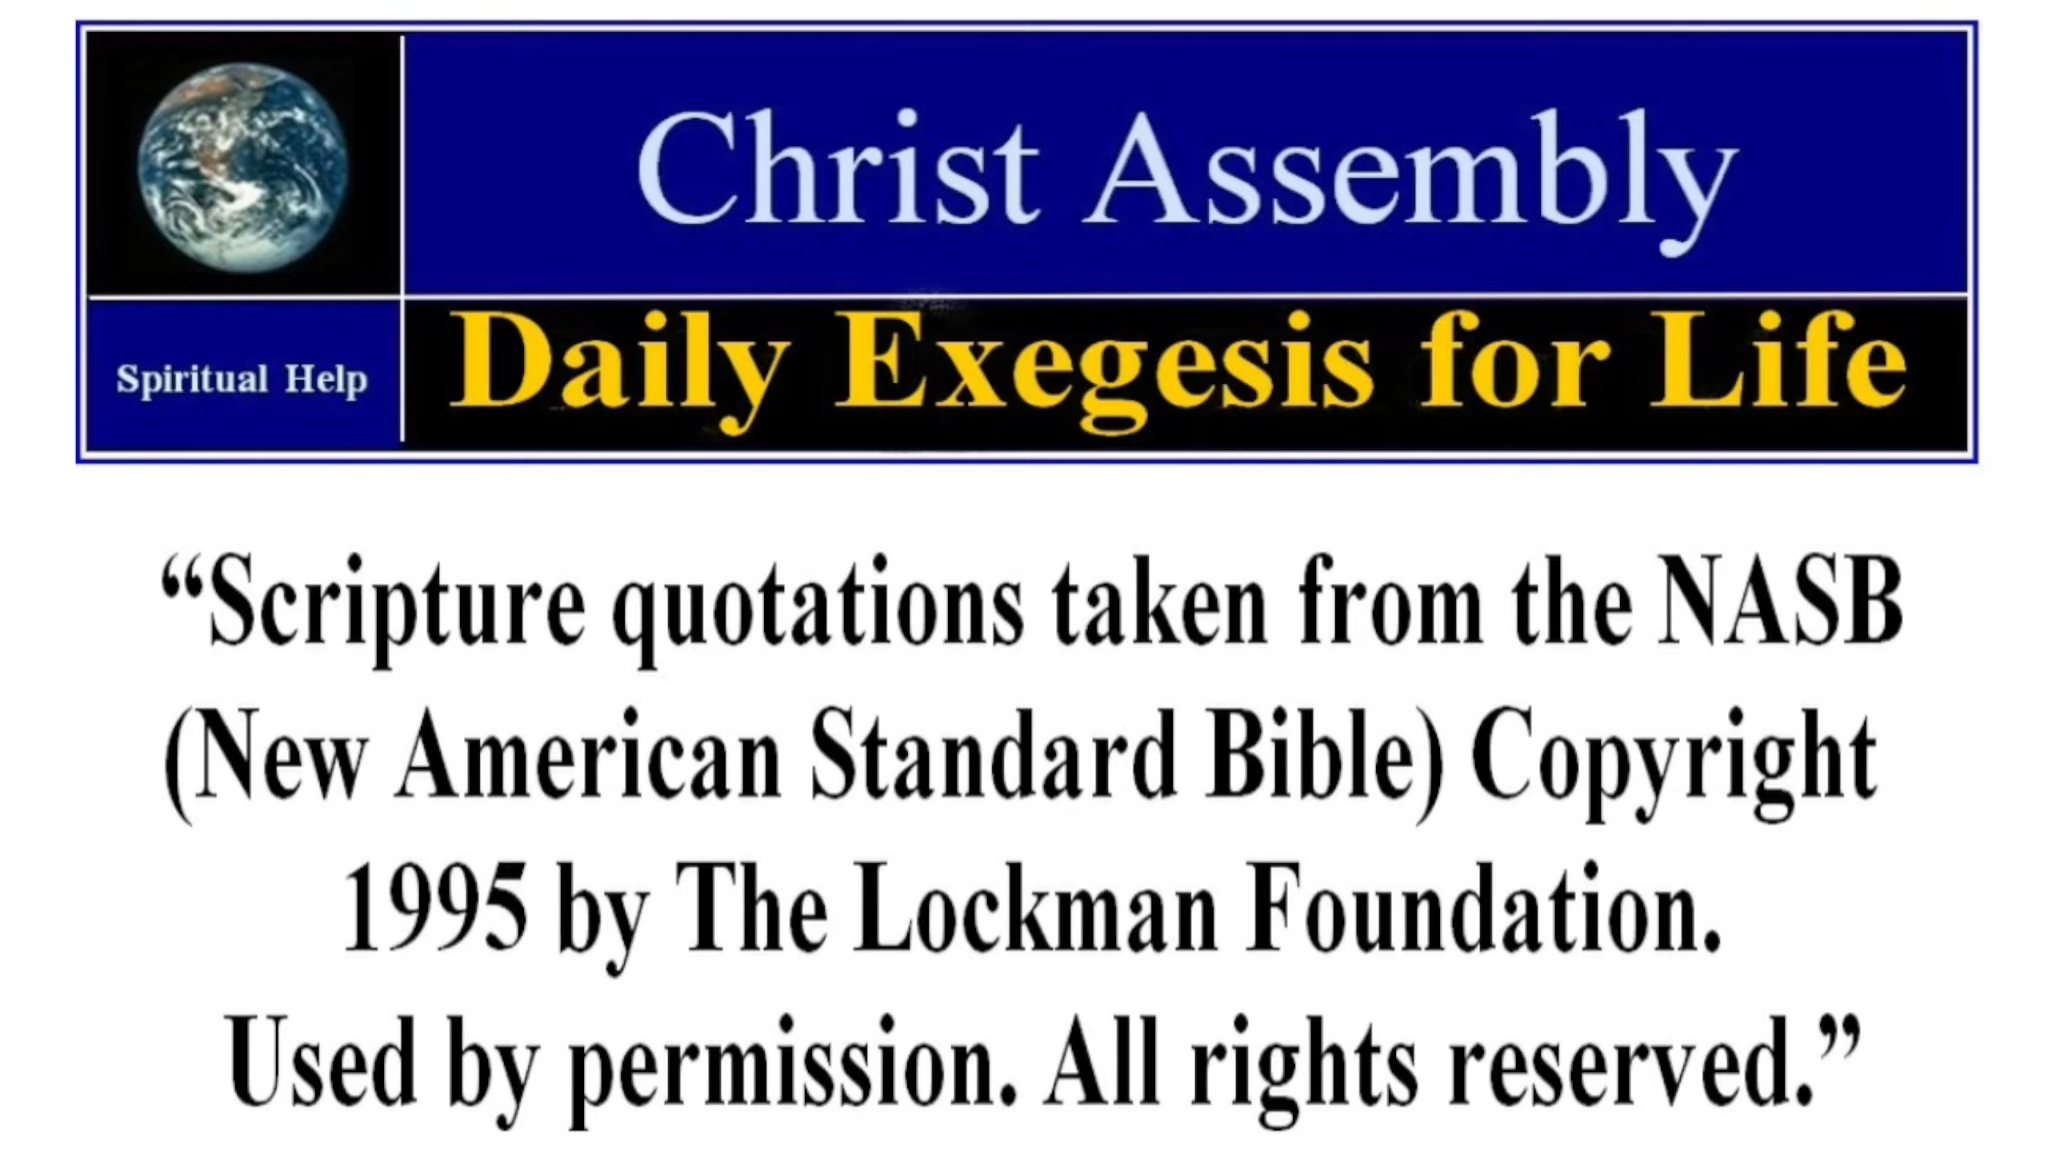 Christ Assembly
Spiritual Help
Daily Exegesis for Life
“Scripture quotations taken from the NASB
(New American Standard Bible) Copyright
1995 by The Lockman Foundation.
Used by permission. All rights reserved.”